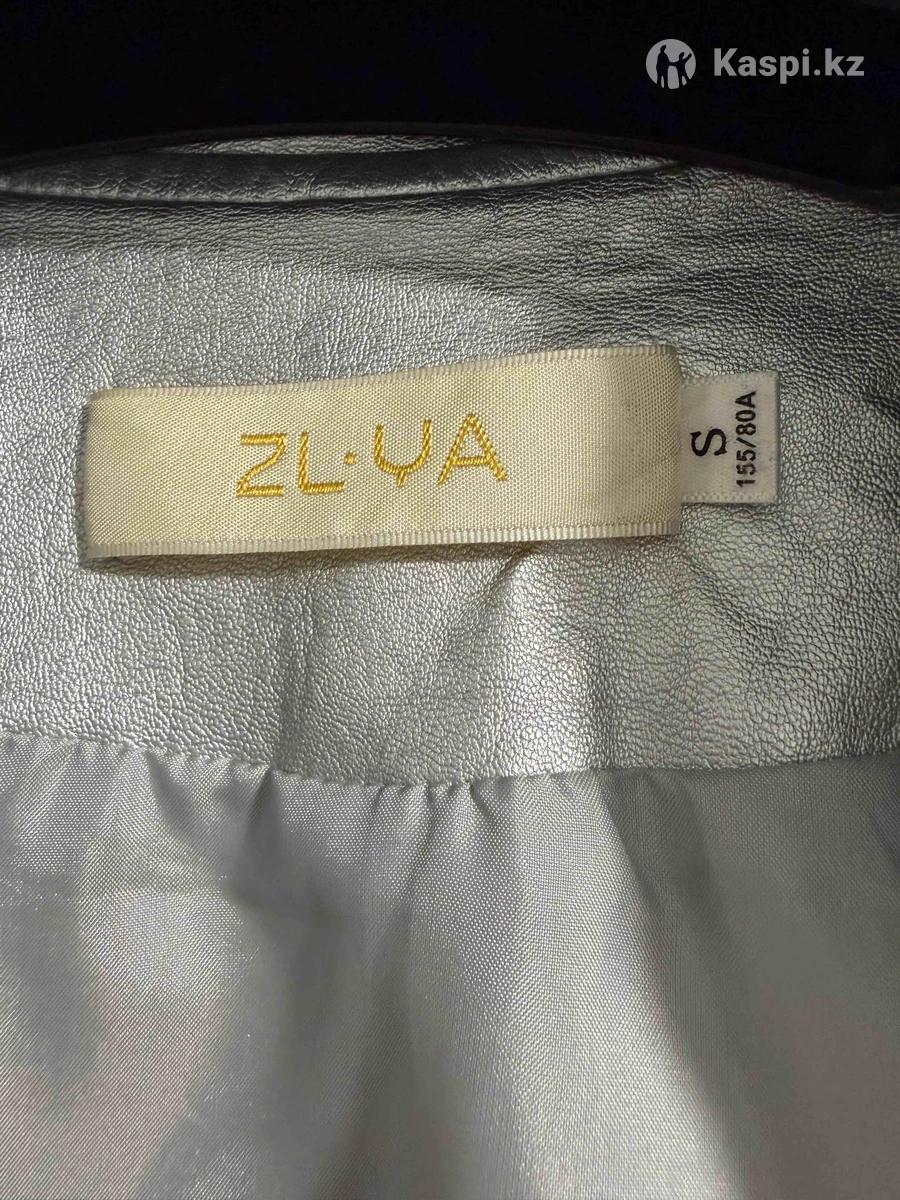 Kaspi.kz
ZL·YA
S
155/80A